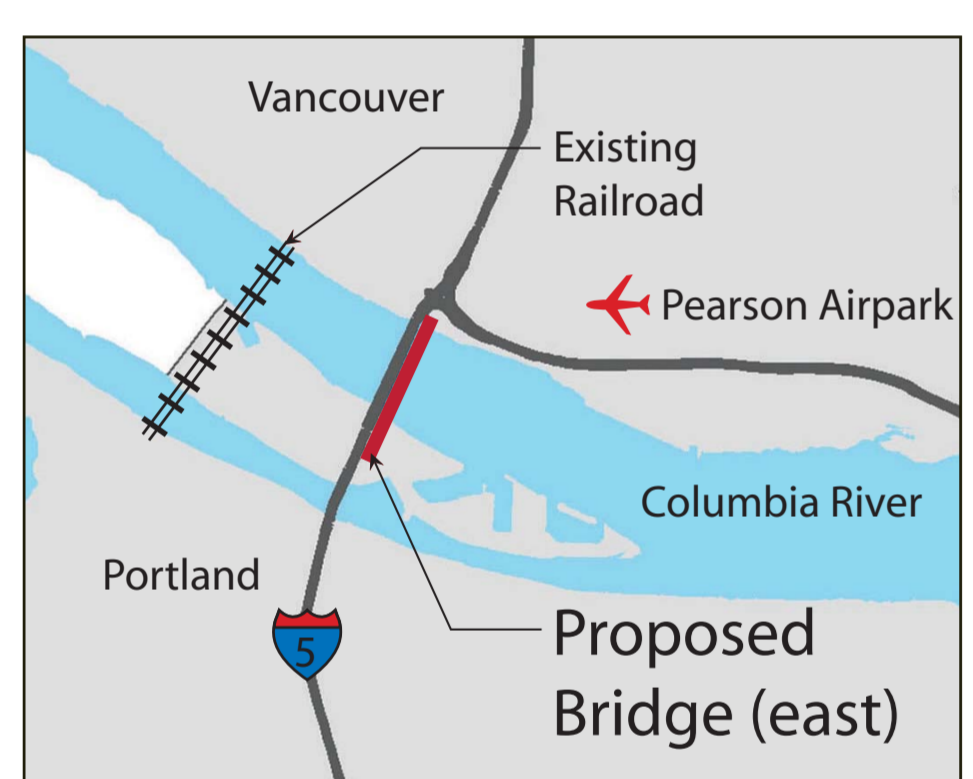 Vancouver
Existing
Railroad
Pearson Airpark
Columbia River
Portland
5
Proposed
Bridge (east)